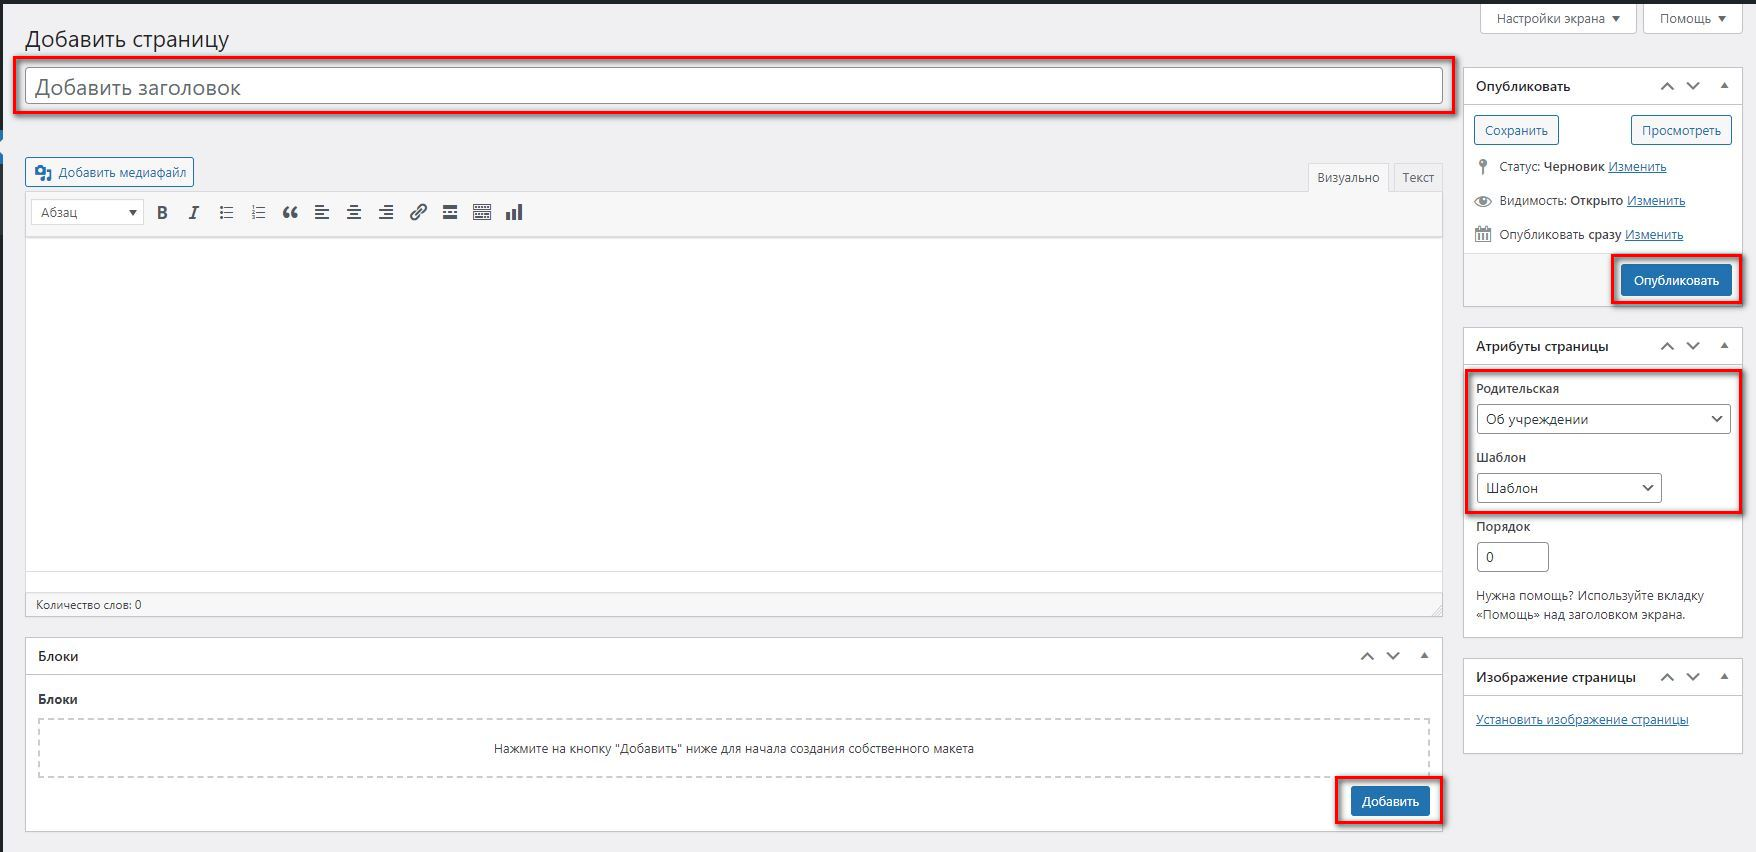 Настройки экрана
Помощь
Добавить страницу
Добавить заголовок
Добавить медиафайл
Визуально
Текст
Абзац
B I
Количество слов: 0
Блоки
Блоки
Нажмите на кнопку "Добавить" ниже для начала создания собственного макета
Добавить
Опубликовать
Сохранить
Просмотреть
Статус: Черновик Изменить
Видимость: Открыто Изменить
Опубликовать сразу Изменить
Опубликовать
Атрибуты страницы
Родительская
Об учреждении
Шаблон
Шаблон
Порядок
0
Нужна помощь? Используйте вкладку
«Помощь» над заголовком экрана.
Изображение страницы
Установить изображение страницы